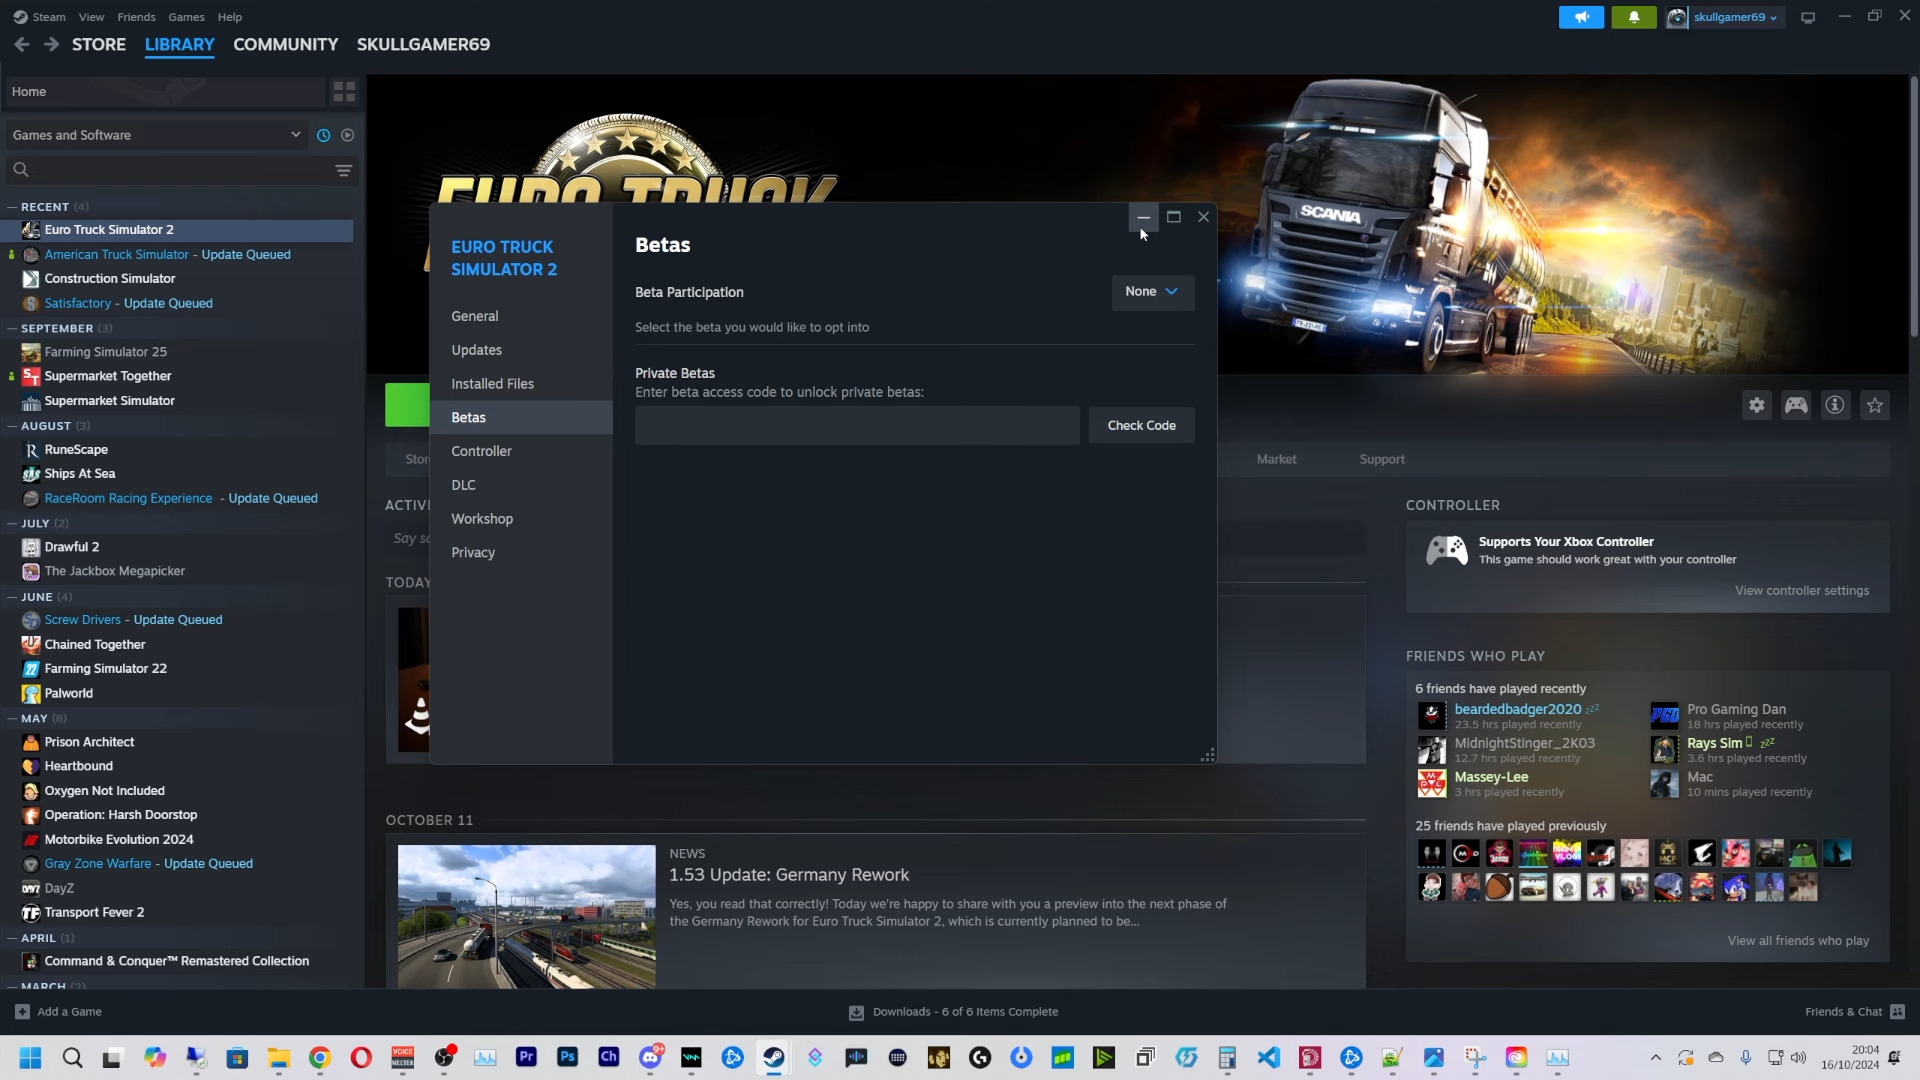 Steam View Friends Games Help
skullgamer69
STORE LIBRARY COMMUNITY SKULLGAMER69
Home
Games and Software
EURO TRUCK
SCANIA
RECENT (4)
Euro Truck Simulator 2
American Truck Simulator - Update Queued
Construction Simulator
Satisfactory - Update Queued
SEPTEMBER (3)
Farming Simulator 25
Supermarket Together
Supermarket Simulator
AUGUST (3)
RuneScape
Ships At Sea
RaceRoom Racing Experience - Update Queued
JULY (2)
Drawful 2
The Jackbox Megapicker
JUNE (4)
Screw Drivers - Update Queued
Chained Together
Farming Simulator 22
Palworld
MAY (8)
Prison Architect
Heartbound
Oxygen Not Included
Operation: Harsh Doorstop
Motorbike Evolution 2024
Gray Zone Warfare - Update Queued
DayZ
Transport Fever 2
APRIL (1)
Command & Conquer™ Remastered Collection
MARCH (2)
EURO TRUCK
SIMULATOR 2
General
Updates
Installed Files
Betas
Controller
DLC
Workshop
Privacy
Betas
Beta Participation
None
Select the beta you would like to opt into
Private Betas
Enter beta access code to unlock private betas:
Check Code
Market
Support
TODAY
OCTOBER 11
NEWS
1.53 Update: Germany Rework
Yes, you read that correctly! Today we're happy to share with you a preview into the next phase of
the Germany Rework for Euro Truck Simulator 2, which is currently planned to be...
CONTROLLER
Supports Your Xbox Controller
This game should work great with your controller
View controller settings
FRIENDS WHO PLAY
6 friends have played recently
beardedbadger2020 zzZ
23.5 hrs played recently
Pro Gaming Dan
18 hrs played recently
MidnightStinger_2K03
12.7 hrs played recently
Rays Sim zzZ
3.6 hrs played recently
Massey-Lee
3 hrs played recently
Mac
10 mins played recently
25 friends have played previously
View all friends who play
Add a Game
Downloads - 6 of 6 Items Complete
Friends & Chat
20:04
16/10/2024